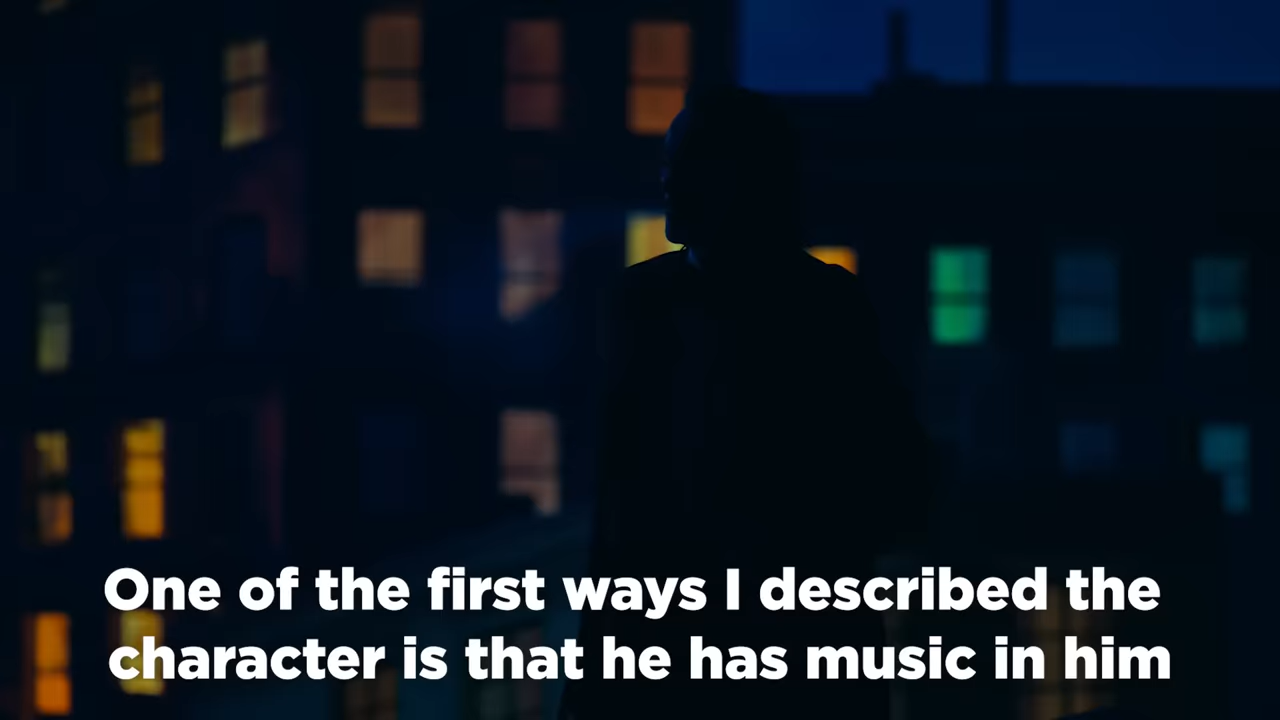 One of the first ways I described the
character is that he has music in him